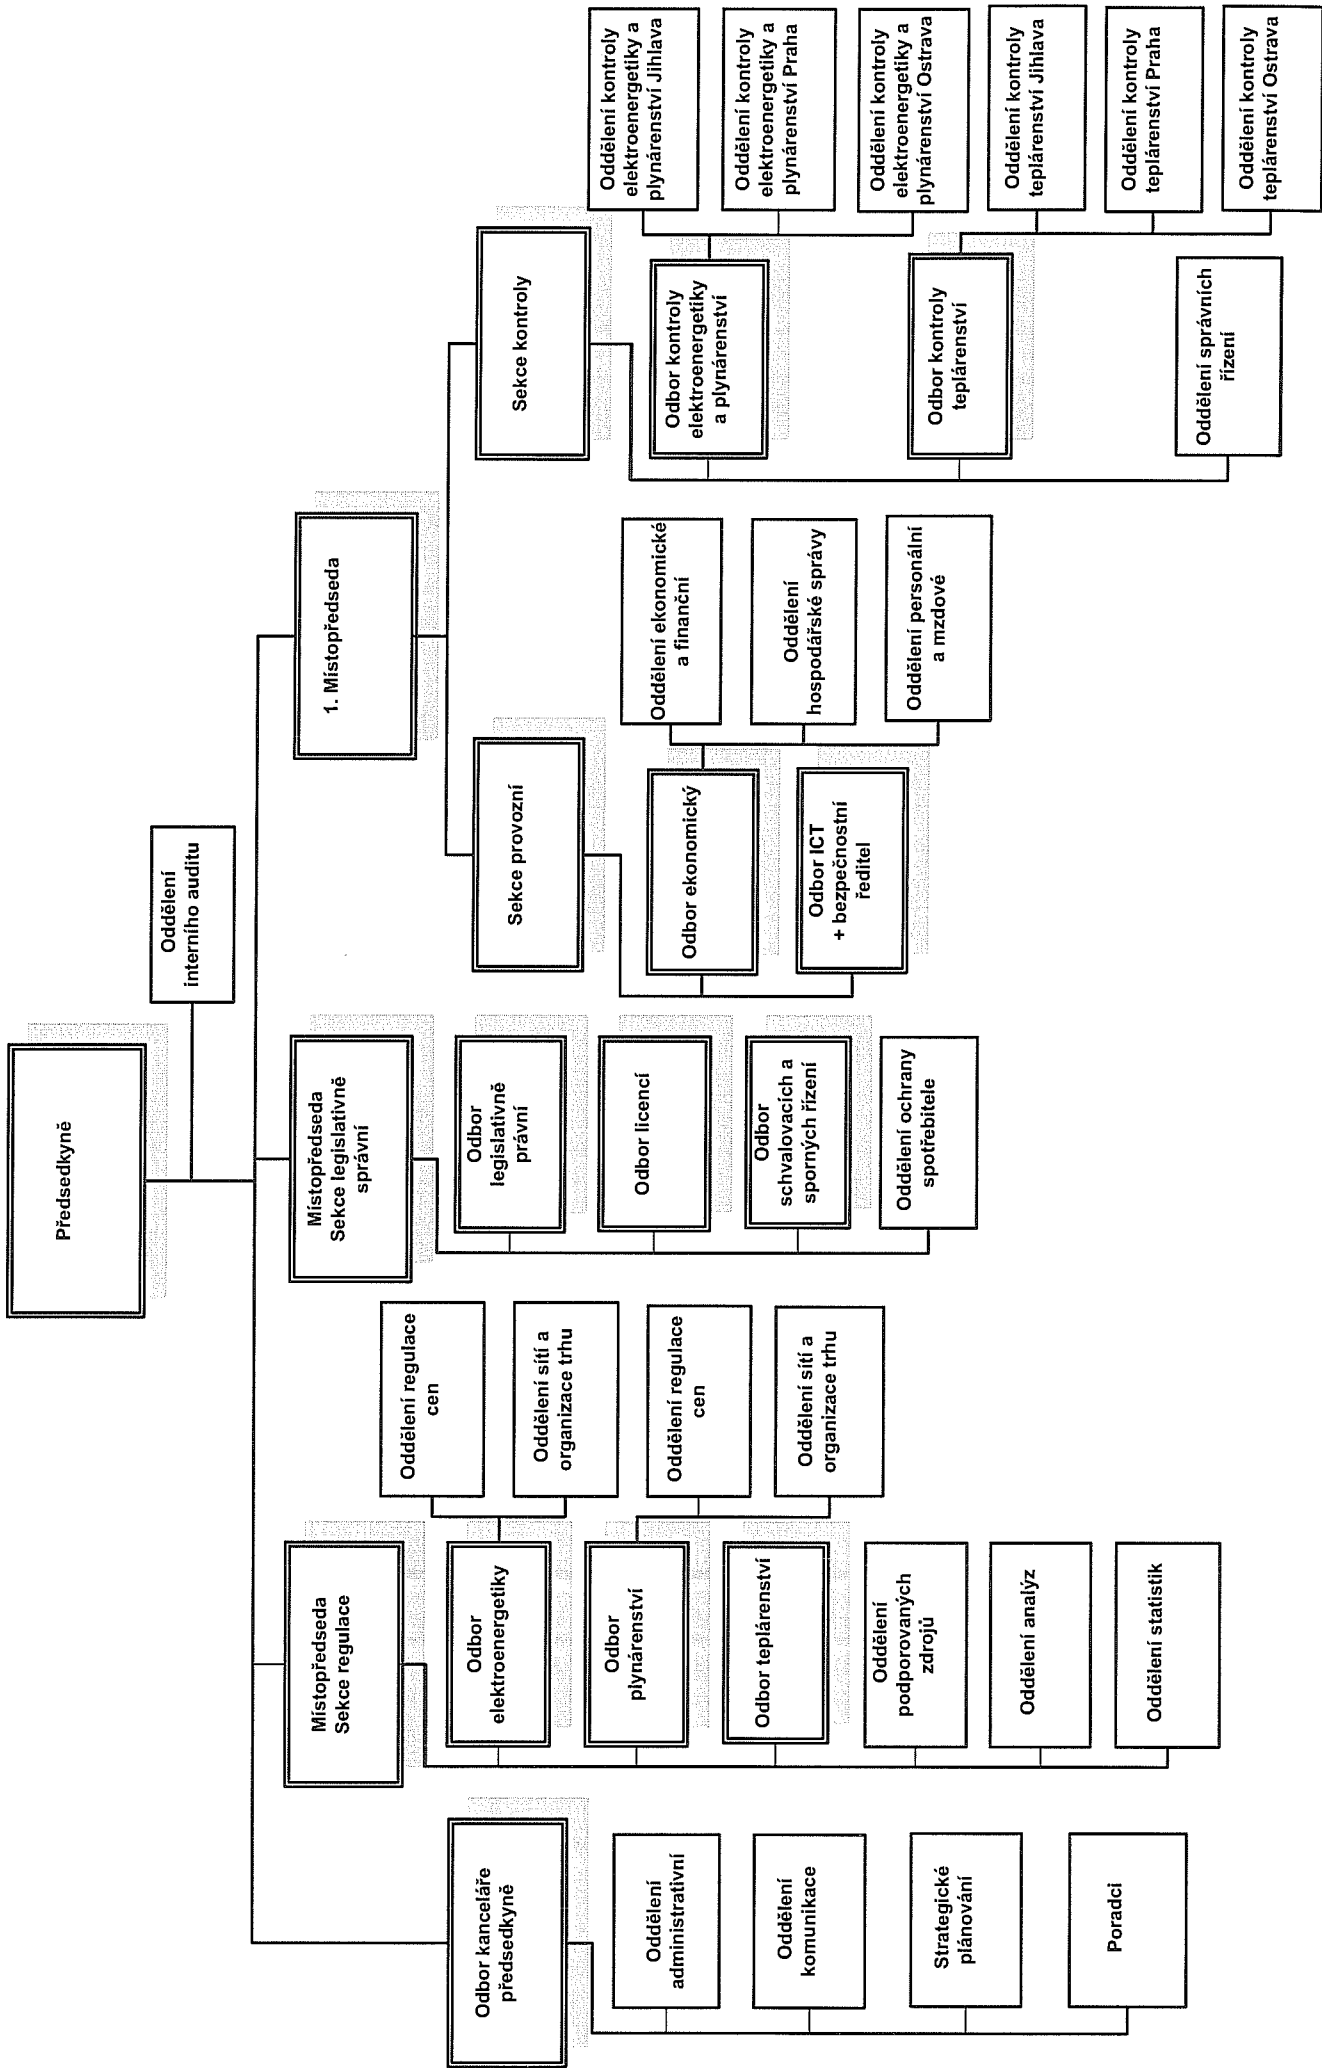 Předsedkyně
Oddělení
interního auditu
Odbor kanceláře
předsedkyně
Oddělení
administrativní
Oddělení
komunikace
Strategické
plánování
Poradci
Místopředseda
Sekce regulace
Odbor
elektroenergetiky
Oddělení regulace
cen
Oddělení sítí a
organizace trhu
Odbor
plynárenství
Oddělení regulace
cen
Oddělení sítí a
organizace trhu
Odbor teplárenství
Oddělení
podporovaných
zdrojů
Oddělení analýz
Oddělení statistik
Místopředseda
Sekce legislativně
správní
Odbor
legislativně
právní
Odbor licencí
Odbor
schvalovacích a
sporných řízení
Oddělení ochrany
spotřebitele
1. Místopředseda
Sekce provozní
Odbor ekonomický
Oddělení ekonomické
a finanční
Oddělení
hospodářské správy
Oddělení personální
a mzdové
Odbor ICT
+ bezpečnostní
ředitel
Sekce kontroly
Odbor kontroly
elektroenergetiky
a plynárenství
Oddělení kontroly
elektroenergetiky a
plynárenství Jihlava
Oddělení kontroly
elektroenergetiky a
plynárenství Praha
Oddělení kontroly
elektroenergetiky a
plynárenství Ostrava
Odbor kontroly
teplárenství
Oddělení kontroly
teplárenství Jihlava
Oddělení kontroly
teplárenství Praha
Oddělení kontroly
teplárenství Ostrava
Oddělení správních
řízení